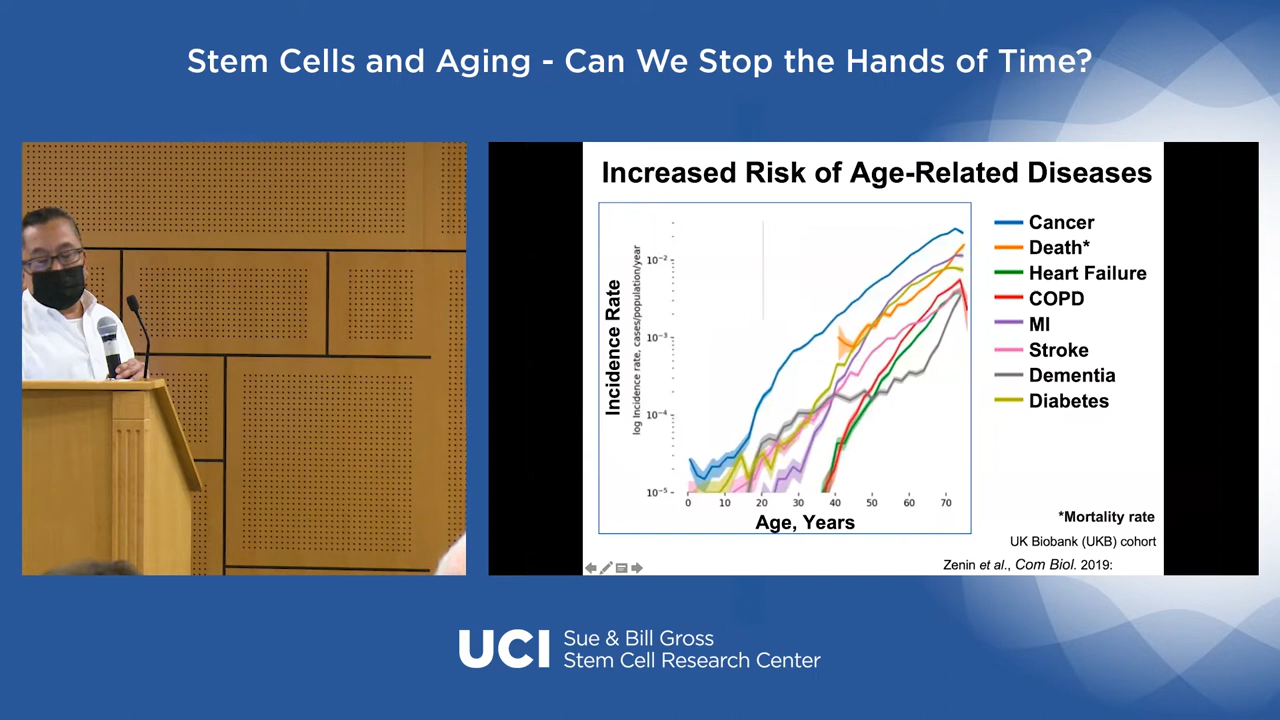 Stem Cells and Aging - Can We Stop the Hands of Time?
Increased Risk of Age-Related Diseases
Incidence Rate
log Incidence rate, cases/population/year
10⁻²
10⁻³
10⁻⁴
10⁻⁵
0 10 20 30 40 50 60 70
Age, Years
Cancer
Death*
Heart Failure
COPD
MI
Stroke
Dementia
Diabetes
*Mortality rate
UK Biobank (UKB) cohort
Zenin et al., Com Biol. 2019:
UCI
Sue & Bill Gross
Stem Cell Research Center